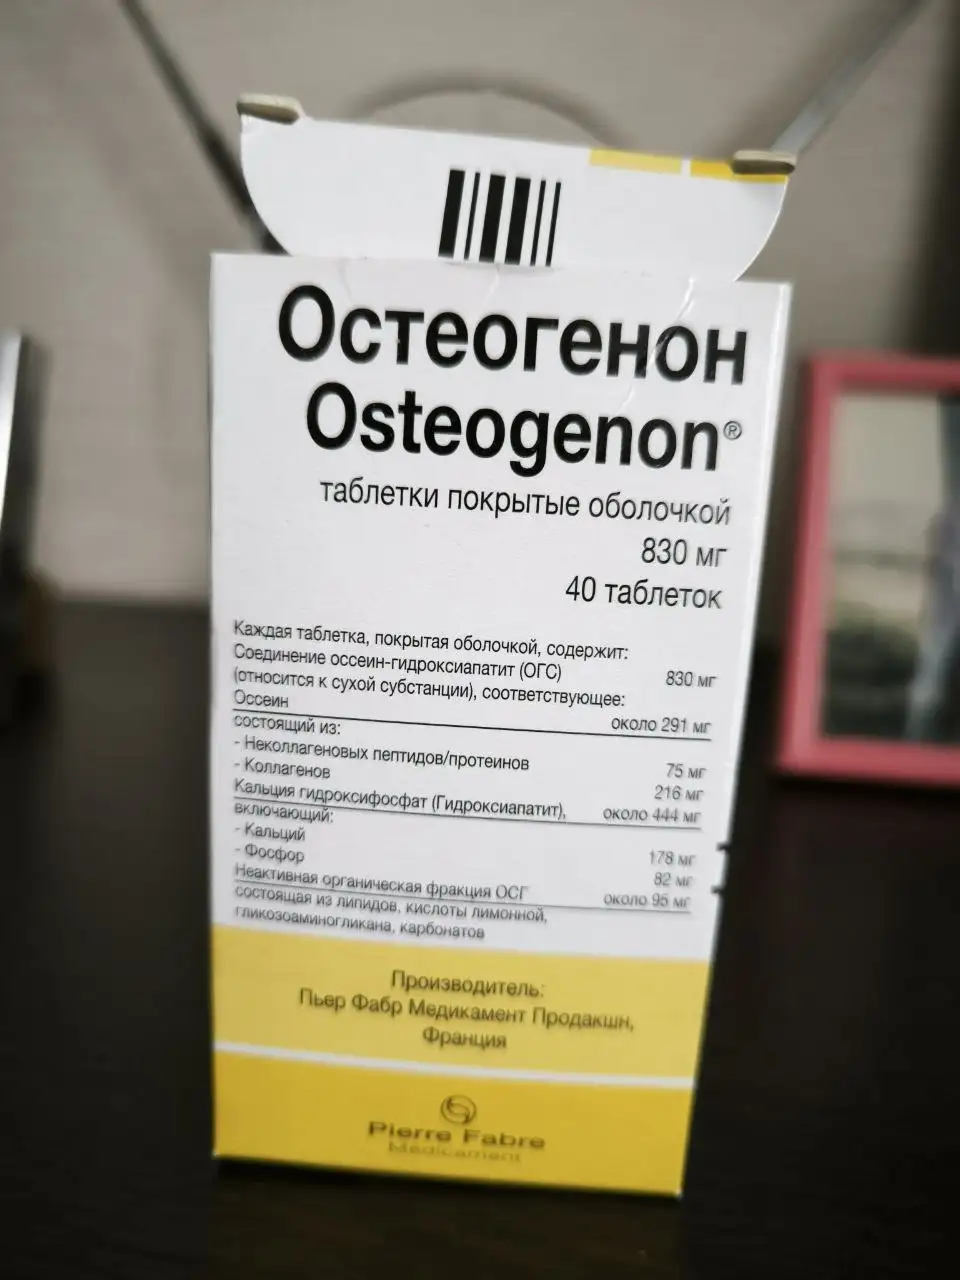 Остеогенон
Osteogenon®
таблетки покрытые оболочкой
830 мг
40 таблеток
Каждая таблетка, покрытая оболочкой, содержит:
Соединение оссеин-гидроксиапатит (ОГС) 830 мг
(относится к сухой субстанции), соответствующее:
Оссеин около 291 мг
состоящий из:
- Неколлагеновых пептидов/протеинов 75 мг
- Коллагенов 216 мг
Кальция гидроксифосфат (Гидроксиапатит), около 444 мг
включающий:
- Кальций 178 мг
- Фосфор 82 мг
Неактивная органическая фракция ОСГ около 95 мг
состоящая из липидов, кислоты лимонной,
гликозоаминогликана, карбонатов
Производитель:
Пьер Фабр Медикамент Продакшн,
Франция
Pierre Fabre
Medicament